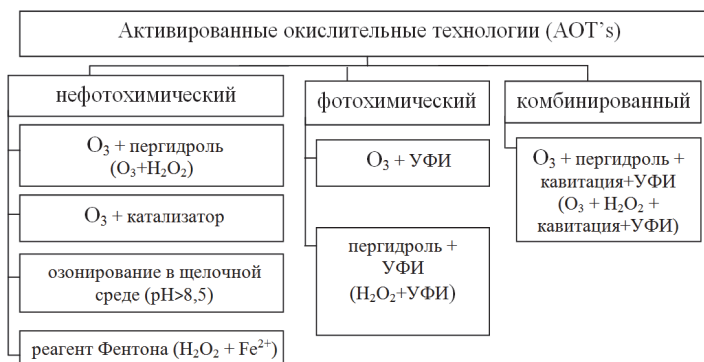 Активированные окислительные технологии (АОТ’s)
нефотохимический
O₃ + пергидроль
(O₃+H₂O₂)
O₃ + катализатор
озонирование в щелочной
среде (pH>8,5)
реагент Фентона (H₂O₂ + Fe²⁺)
фотохимический
O₃ + УФИ
пергидроль +
УФИ
(H₂O₂+УФИ)
комбинированный
O₃ + пергидроль +
кавитация+УФИ
(O₃ + H₂O₂ +
кавитация+УФИ)